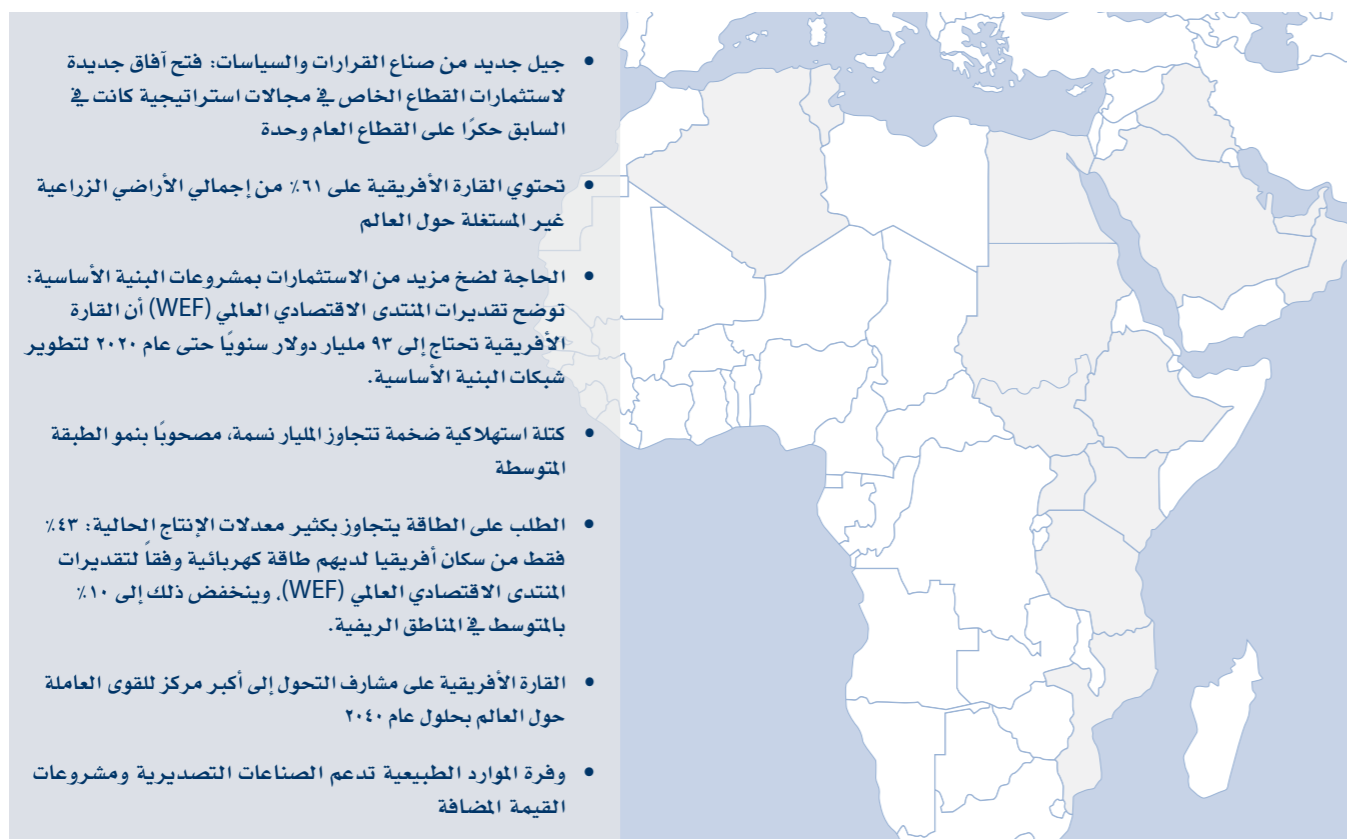 • جيل جديد من صناع القرارات والسياسات: فتح آفاق جديدة
لاستثمارات القطاع الخاص في مجالات استراتيجية كانت في
السابق حكرًا على القطاع العام وحدة
• تحتوي القارة الأفريقية على ٦١٪ من إجمالي الأراضي الزراعية
غير المستغلة حول العالم
• الحاجة لضخ مزيد من الاستثمارات بمشروعات البنية الأساسية:
توضح تقديرات المنتدى الاقتصادي العالمي (WEF) أن القارة
الأفريقية تحتاج إلى ٩٣ مليار دولار سنويًا حتى عام ٢٠٢٠ لتطوير
شبكات البنية الأساسية.
• كتلة استهلاكية ضخمة تتجاوز المليار نسمة، مصحوبًا بنمو الطبقة
المتوسطة
• الطلب على الطاقة يتجاوز بكثير معدلات الإنتاج الحالية: ٤٣٪
فقط من سكان أفريقيا لديهم طاقة كهربائية وفقاً لتقديرات
المنتدى الاقتصادي العالمي (WEF)، وينخفض ذلك إلى ١٠٪
بالمتوسط في المناطق الريفية.
• القارة الأفريقية على مشارف التحول إلى أكبر مركز للقوى العاملة
حول العالم بحلول عام ٢٠٤٠
• وفرة الموارد الطبيعية تدعم الصناعات التصديرية ومشروعات
القيمة المضافة